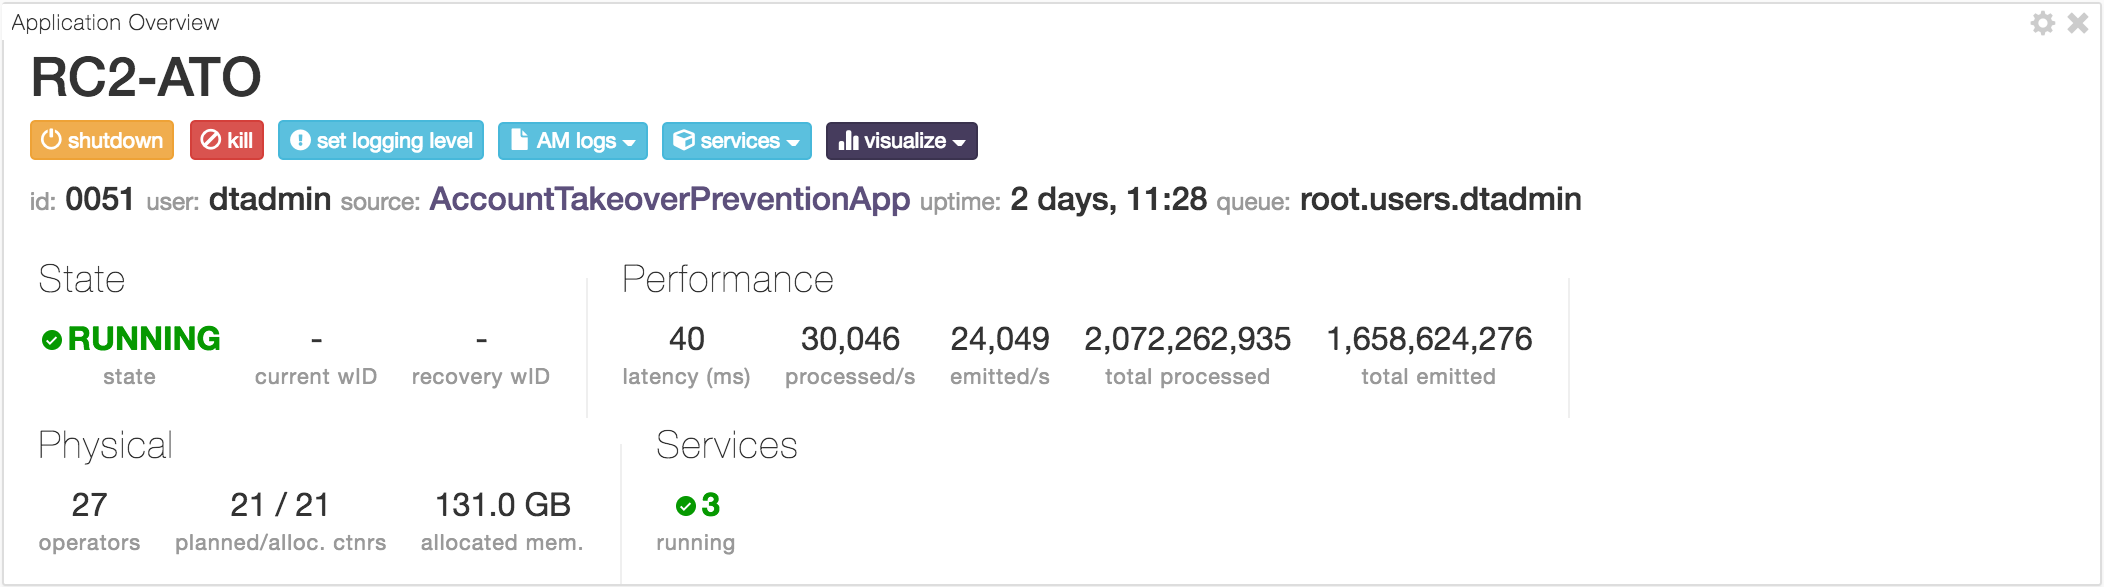 Application Overview
RC2-ATO
shutdown kill set logging level AM logs services visualize
id: 0051 user: dtadmin source: AccountTakeoverPreventionApp uptime: 2 days, 11:28 queue: root.users.dtadmin
State Performance
RUNNING - - 40 30,046 24,049 2,072,262,935 1,658,624,276
state current wID recovery wID latency (ms) processed/s emitted/s total processed total emitted
Physical Services
27 21 / 21 131.0 GB 3
operators planned/alloc. ctnrs allocated mem. running